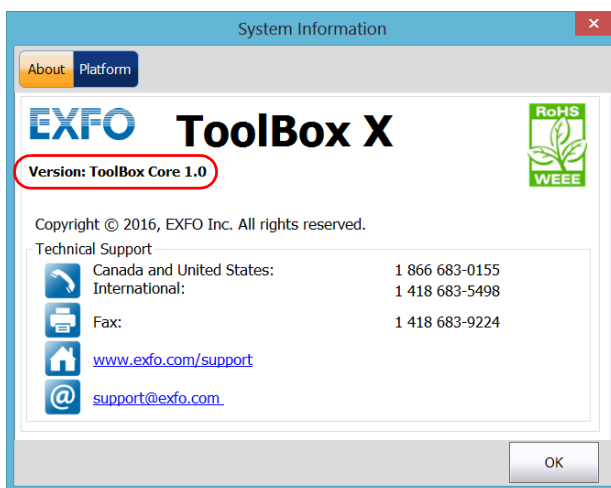 System Information
About Platform
EXFO ToolBox X
RoHS
WEEE
Version: ToolBox Core 1.0
Copyright © 2016, EXFO Inc. All rights reserved.
Technical Support
Canada and United States: 1 866 683-0155
International: 1 418 683-5498
Fax: 1 418 683-9224
www.exfo.com/support
@ support@exfo.com
OK